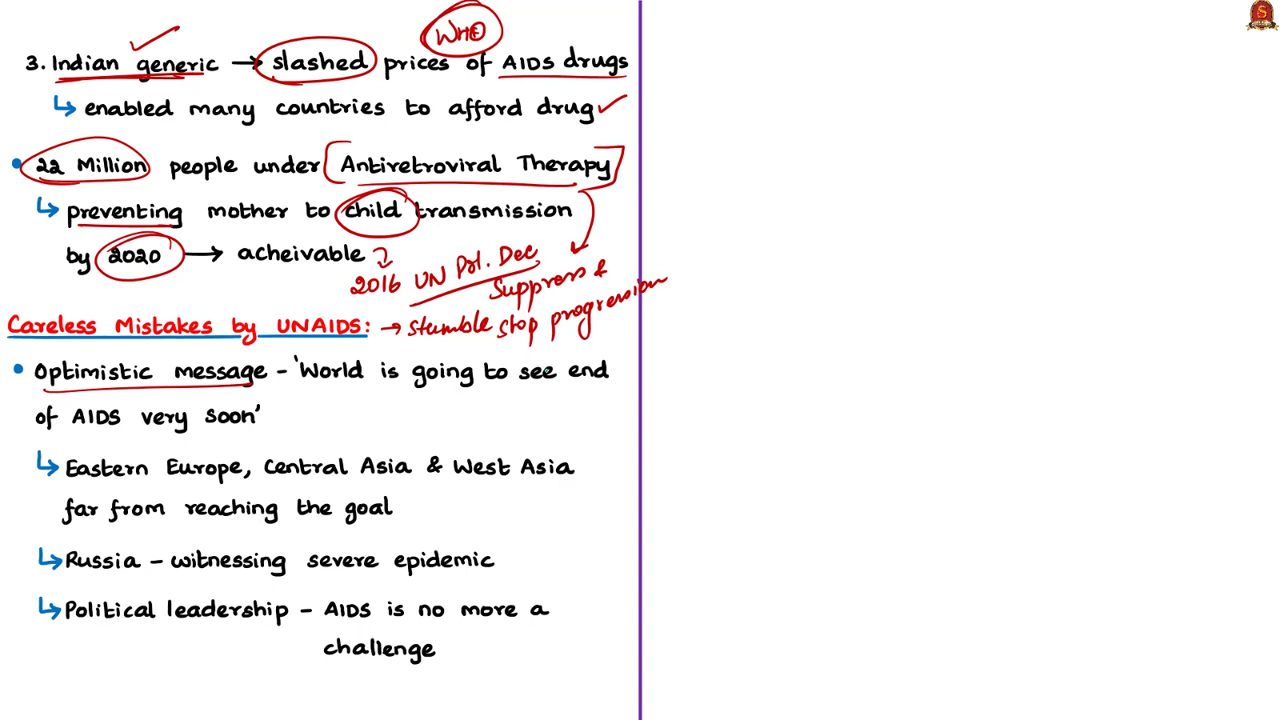 WHO
3. Indian generic → slashed prices of AIDS drugs
↳ enabled many countries to afford drug
• 22 Million people under [Antiretroviral Therapy]
↳ preventing mother to child transmission
by 2020 → acheivable
2016 UN Pol. Dec
Suppress &
stop progression
Careless Mistakes by UNAIDS: → stumble
• Optimistic message - 'World is going to see end
of AIDS very soon'
↳ Eastern Europe, Central Asia & West Asia
far from reaching the goal
↳ Russia - witnessing severe epidemic
↳ Political leadership - AIDS is no more a
challenge